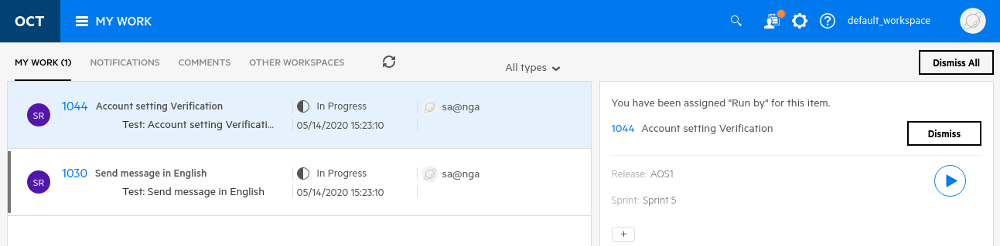 OCT MY WORK default_workspace
MY WORK (1) NOTIFICATIONS COMMENTS OTHER WORKSPACES All types Dismiss All
SR 1044 Account setting Verification In Progress sa@nga
Test: Account setting Verificati... 05/14/2020 15:23:10
SR 1030 Send message in English In Progress sa@nga
Test: Send message in English 05/14/2020 15:23:10
You have been assigned "Run by" for this item.
1044 Account setting Verification Dismiss
Release: AOS1
Sprint: Sprint 5
+